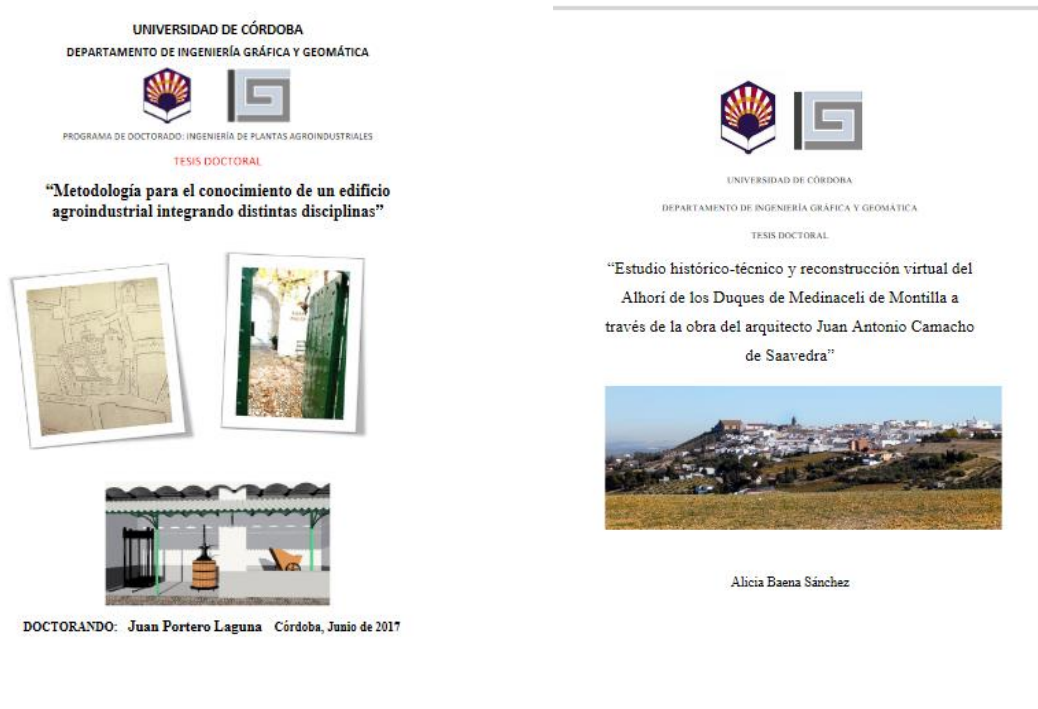 UNIVERSIDAD DE CÓRDOBA
DEPARTAMENTO DE INGENIERÍA GRÁFICA Y GEOMÁTICA
PROGRAMA DE DOCTORADO: INGENIERÍA DE PLANTAS AGROINDUSTRIALES
TESIS DOCTORAL
“Metodología para el conocimiento de un edificio
agroindustrial integrando distintas disciplinas”
DOCTORANDO: Juan Portero Laguna Córdoba, Junio de 2017
UNIVERSIDAD DE CÓRDOBA
DEPARTAMENTO DE INGENIERÍA GRÁFICA Y GEOMÁTICA
TESIS DOCTORAL
“Estudio histórico-técnico y reconstrucción virtual del
Alhorí de los Duques de Medinaceli de Montilla a
través de la obra del arquitecto Juan Antonio Camacho
de Saavedra”
Alicia Baena Sánchez